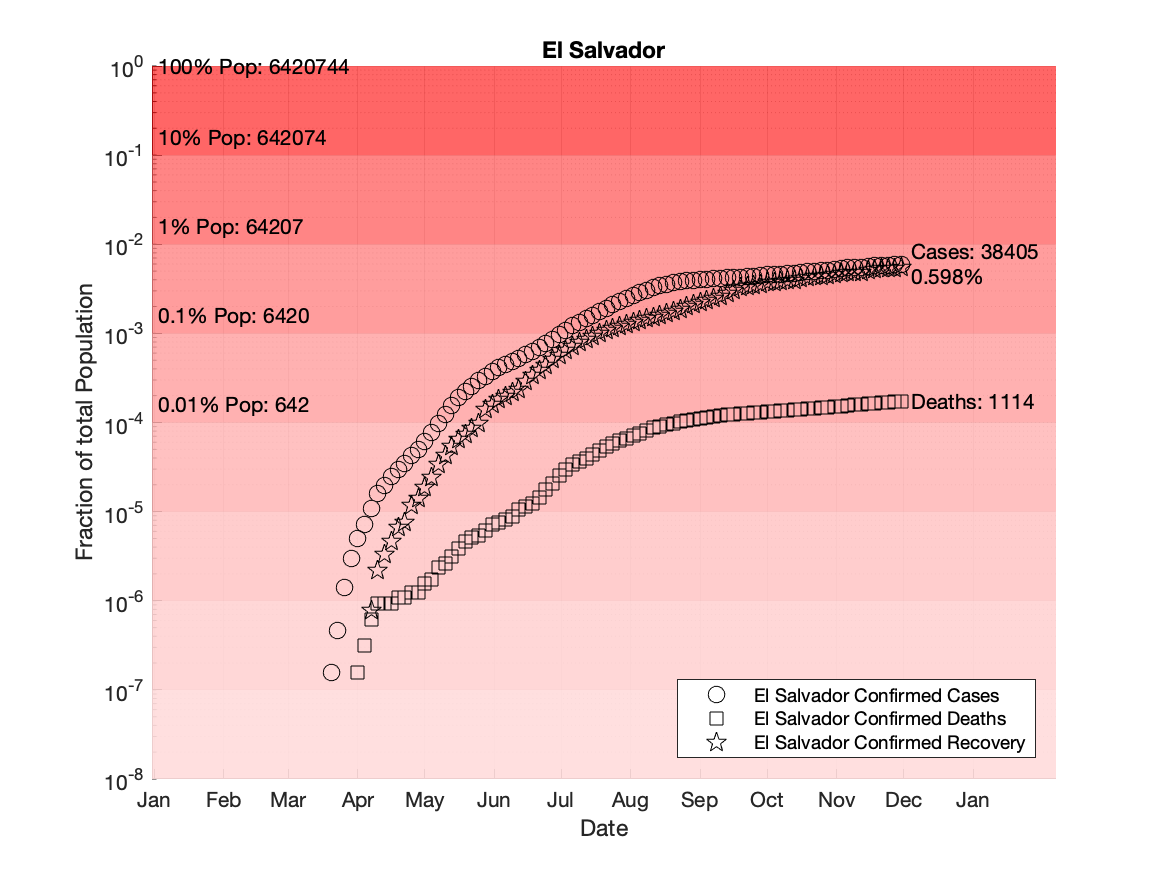 El Salvador
10^0
100% Pop: 6420744
10% Pop: 642074
10^-1
1% Pop: 64207
10^-2
Cases: 38405
0.598%
0.1% Pop: 6420
10^-3
0.01% Pop: 642
Deaths: 1114
10^-4
10^-5
10^-6
10^-7
10^-8
Fraction of total Population
El Salvador Confirmed Cases
El Salvador Confirmed Deaths
El Salvador Confirmed Recovery
Jan Feb Mar Apr May Jun Jul Aug Sep Oct Nov Dec Jan
Date